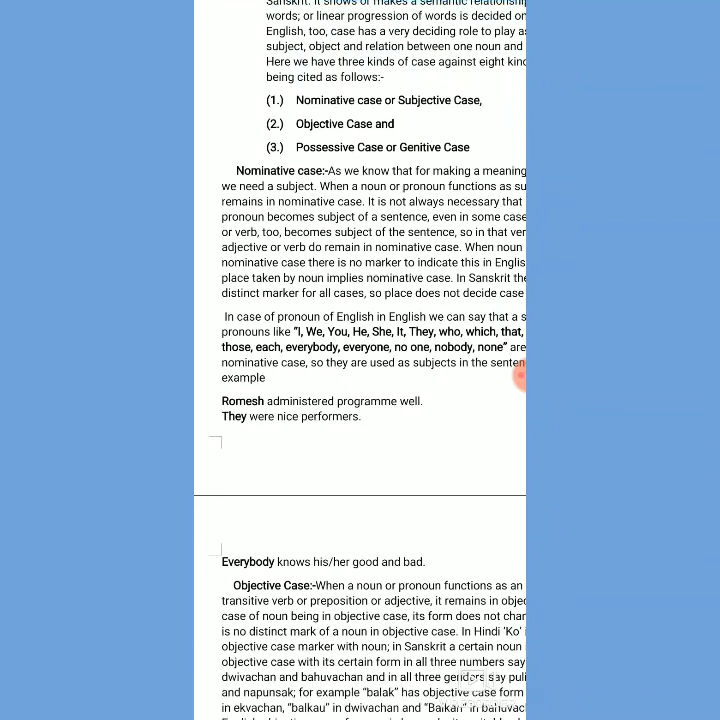 Sanskrit. It shows or makes a semantic relationship
words; or linear progression of words is decided on
English, too, case has a very deciding role to play a
subject, object and relation between one noun and
Here we have three kinds of case against eight kin
being cited as follows:-
(1.) Nominative case or Subjective Case,
(2.) Objective Case and
(3.) Possessive Case or Genitive Case
Nominative case:-As we know that for making a meaning
we need a subject. When a noun or pronoun functions as su
remains in nominative case. It is not always necessary that
pronoun becomes subject of a sentence, even in some case
or verb, too, becomes subject of the sentence, so in that ver
adjective or verb do remain in nominative case. When noun
nominative case there is no marker to indicate this in Englis
place taken by noun implies nominative case. In Sanskrit the
distinct marker for all cases, so place does not decide case
In case of pronoun of English in English we can say that a s
pronouns like "I, We, You, He, She, It, They, who, which, that,
those, each, everybody, everyone, no one, nobody, none" are
nominative case, so they are used as subjects in the senten
example
Romesh administered programme well.
They were nice performers.
Everybody knows his/her good and bad.
Objective Case:-When a noun or pronoun functions as an
transitive verb or preposition or adjective, it remains in objec
case of noun being in objective case, its form does not chan
is no distinct mark of a noun in objective case. In Hindi 'Ko'
objective case marker with noun; in Sanskrit a certain noun
objective case with its certain form in all three numbers say
dwivachan and bahuvachan and in all three genders say puli
and napunsak; for example "balak" has objective case form
in ekvachan, "balkau" in dwivachan and "Balkan" in bahuvac